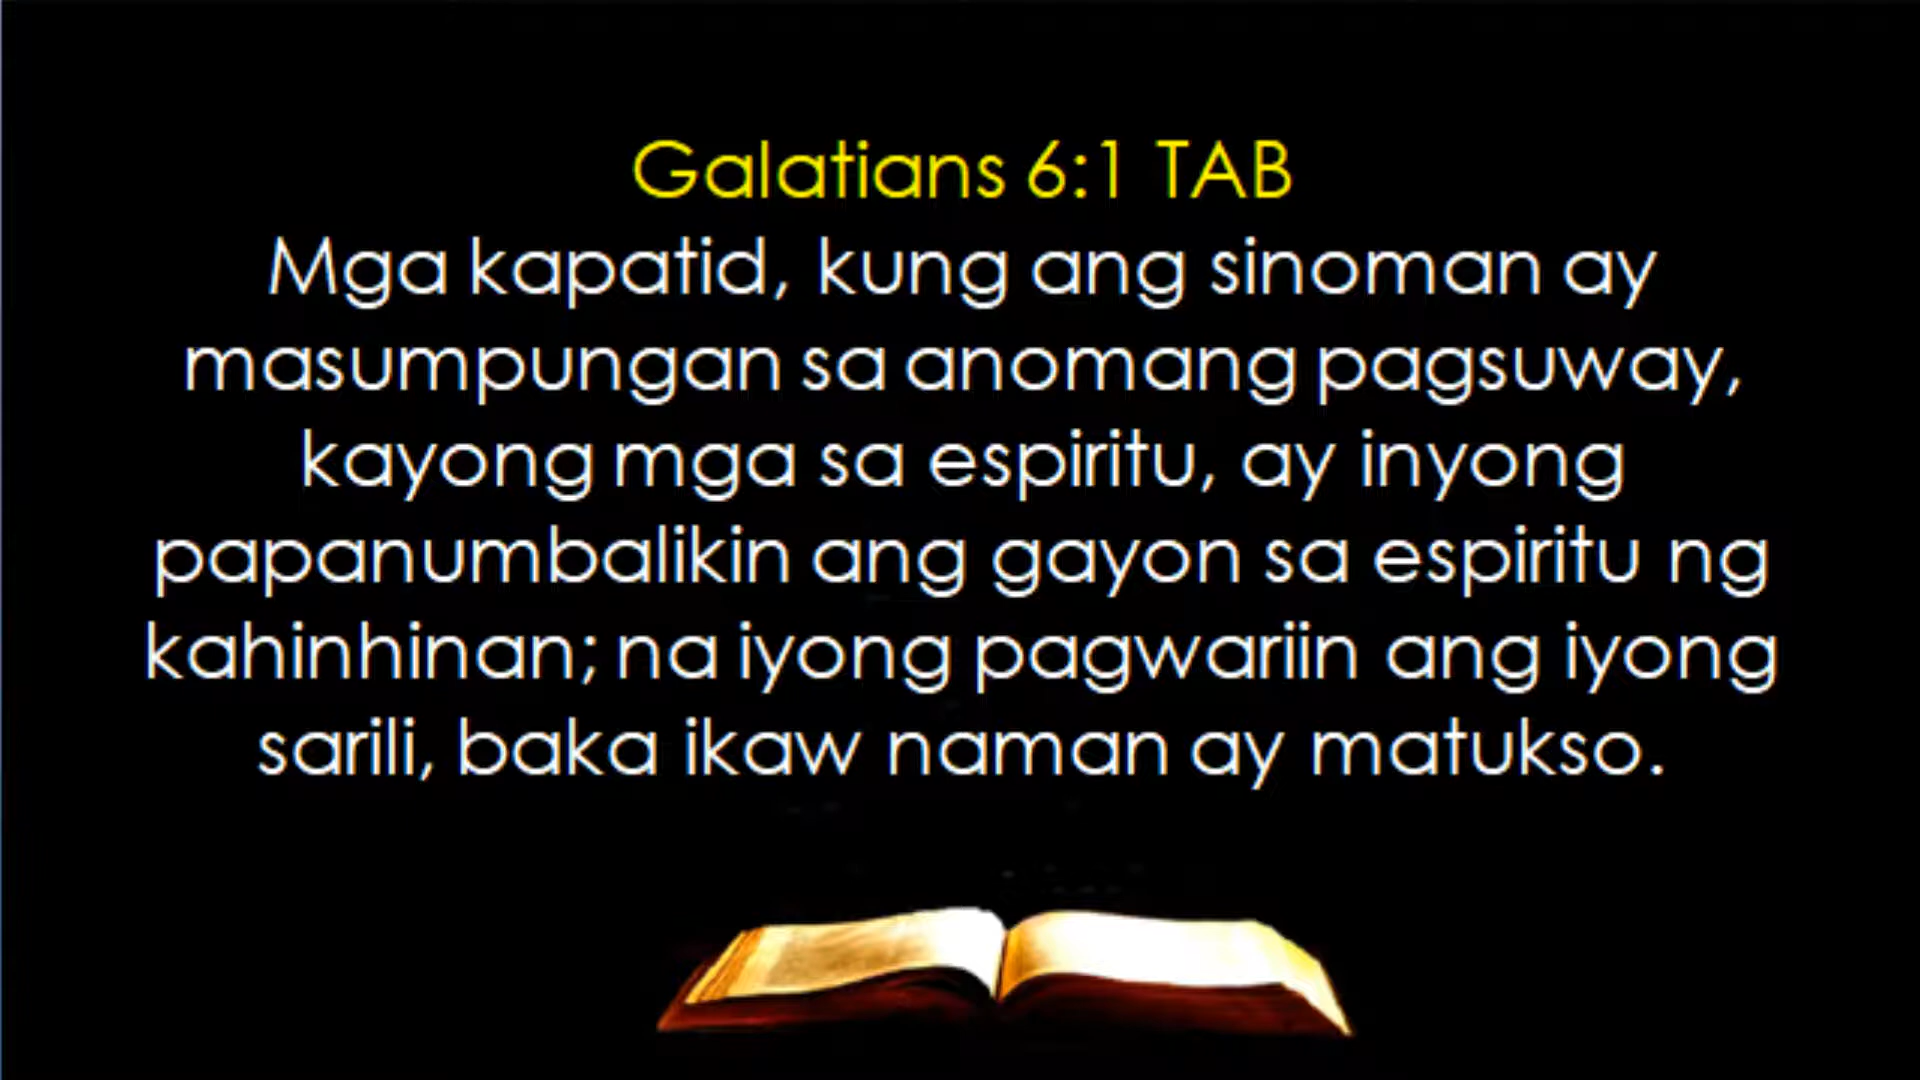 Galatians 6:1 TAB
Mga kapatid, kung ang sinoman ay
masumpungan sa anomang pagsuway,
kayong mga sa espiritu, ay inyong
papanumbalikin ang gayon sa espiritu ng
kahinhinan; na iyong pagwariin ang iyong
sarili, baka ikaw naman ay matukso.